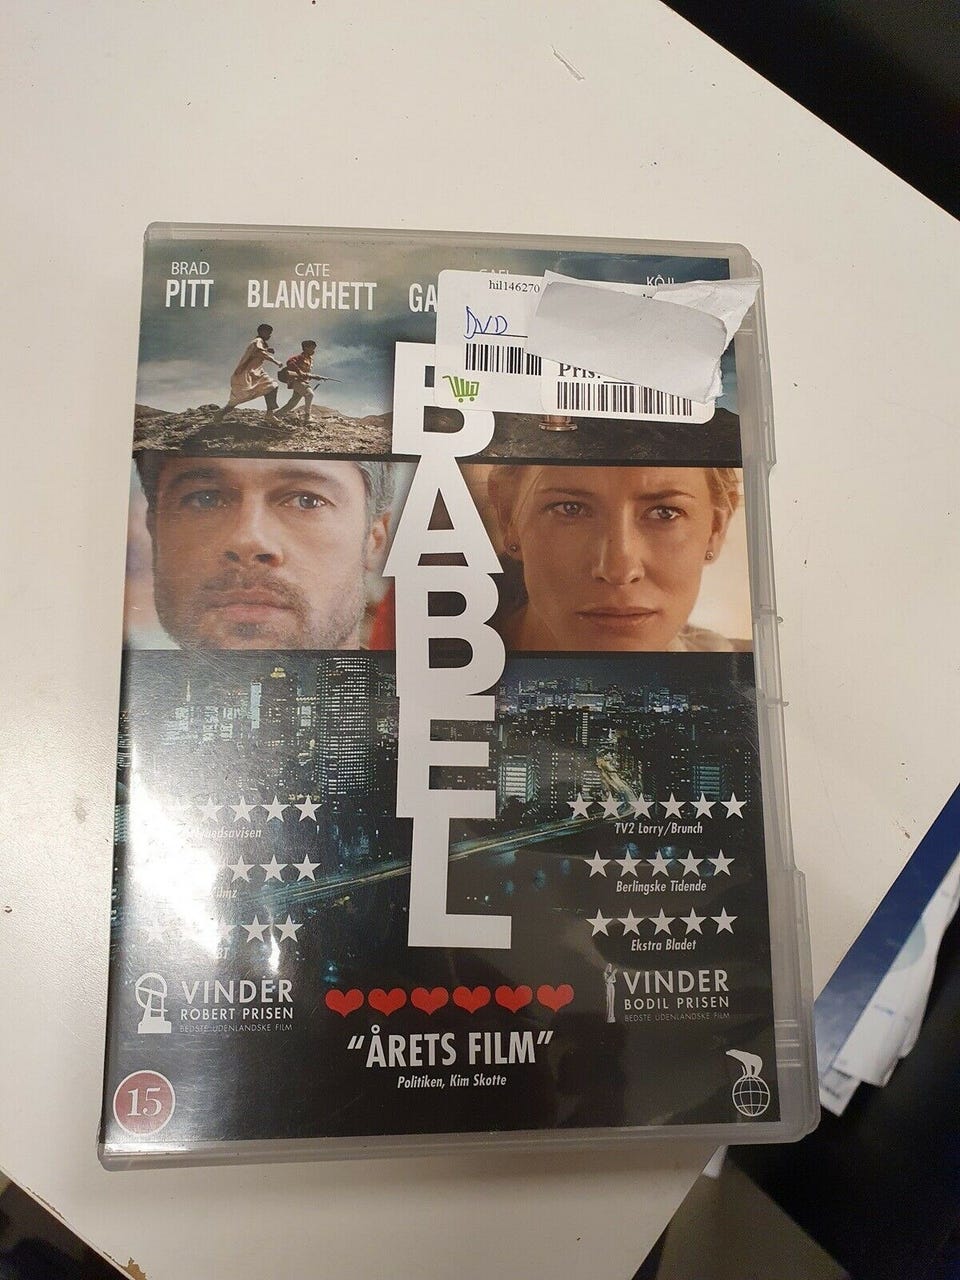 BRAD
PITT
CATE
BLANCHETT
GA
hil146270
DVD
Pris:
BABEL
TV2 Lorry/Brunch
Berlingske Tidende
Ekstra Bladet
VINDER
ROBERT PRISEN
BEDSTE UDENLANDSKE FILM
VINDER
BODIL PRISEN
BEDSTE UDENLANDSKE FILM
"ÅRETS FILM"
Politiken, Kim Skotte
15